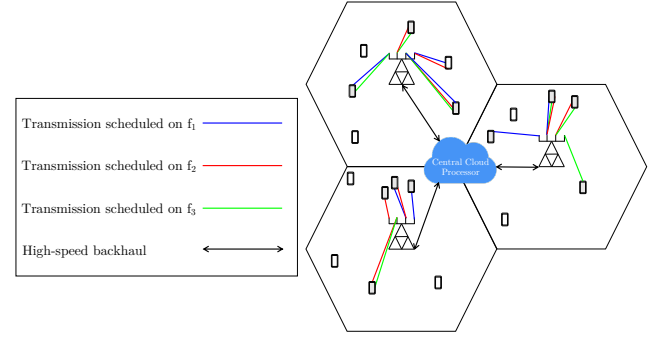 Transmission scheduled on f₁
Transmission scheduled on f₂
Transmission scheduled on f₃
High-speed backhaul
Central Cloud
Processor